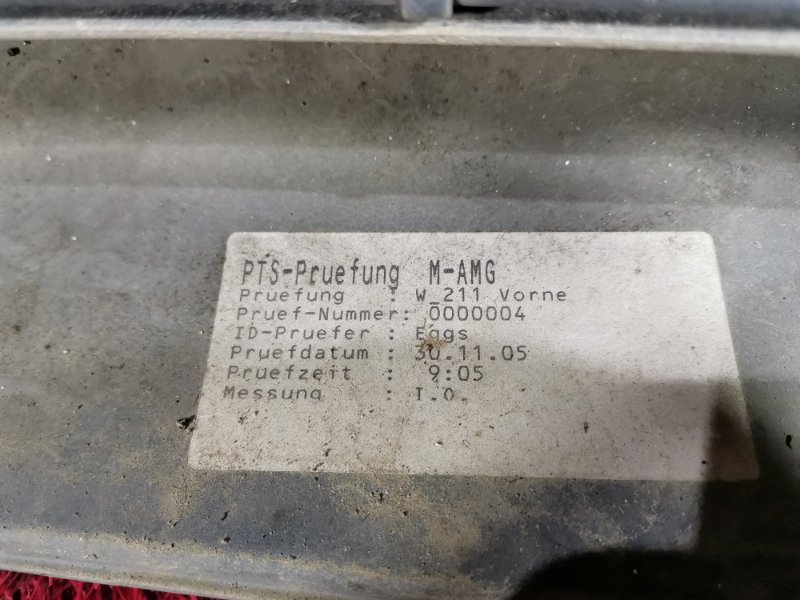 PTS-Pruefung M-AMG
Pruefung : W_211 Vorne
Pruef-Nummer: 0000004
ID-Pruefer : Eggs
Pruefdatum : 30.11.05
Pruefzeit : 9:05
Messung : I.O.